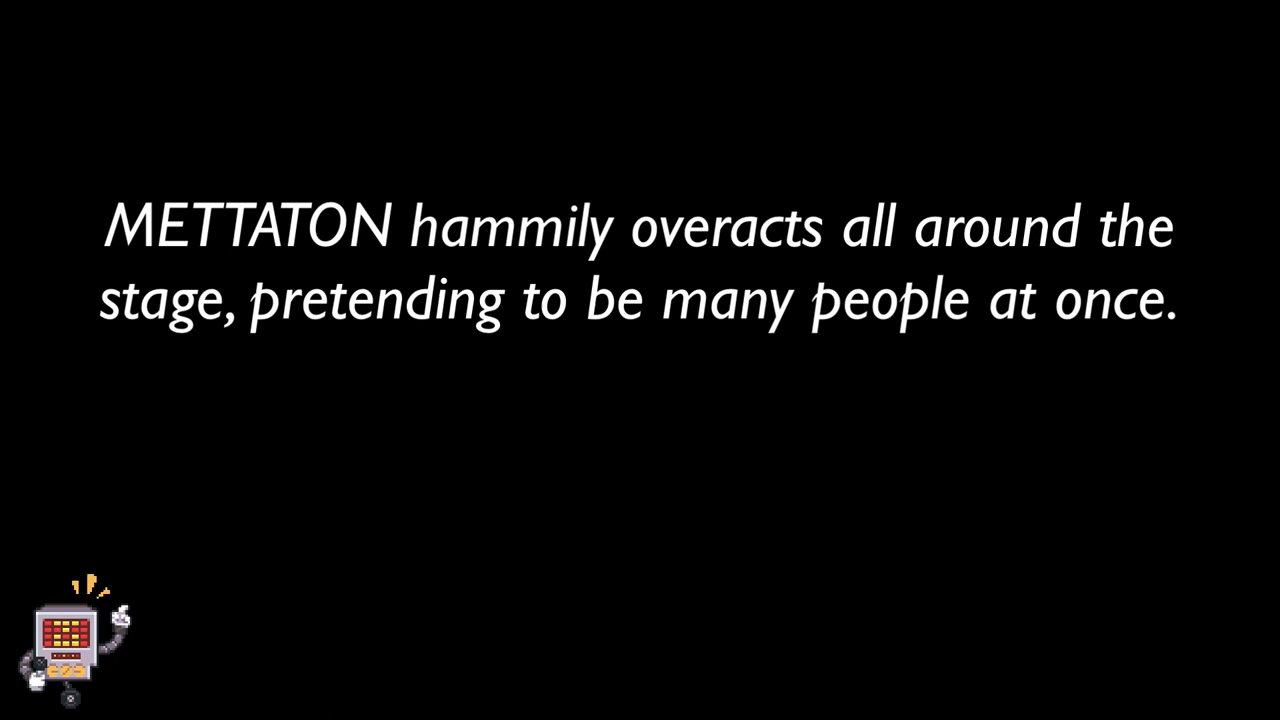 METTATON hammily overacts all around the
stage, pretending to be many people at once.